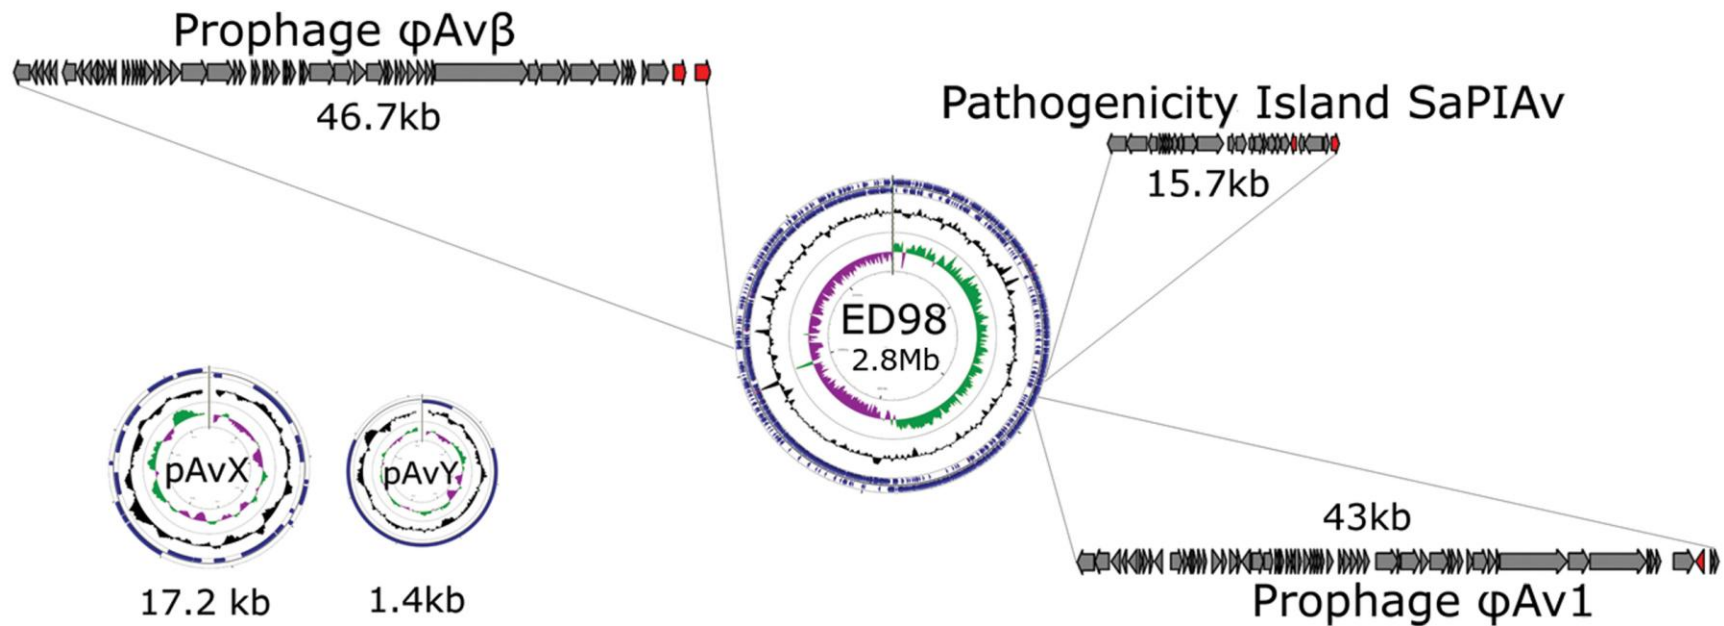 Prophage φAvβ
46.7kb
Pathogenicity Island SaPIAv
15.7kb
ED98
2.8Mb
pAvX
17.2 kb
pAvY
1.4kb
43kb
Prophage φAv1